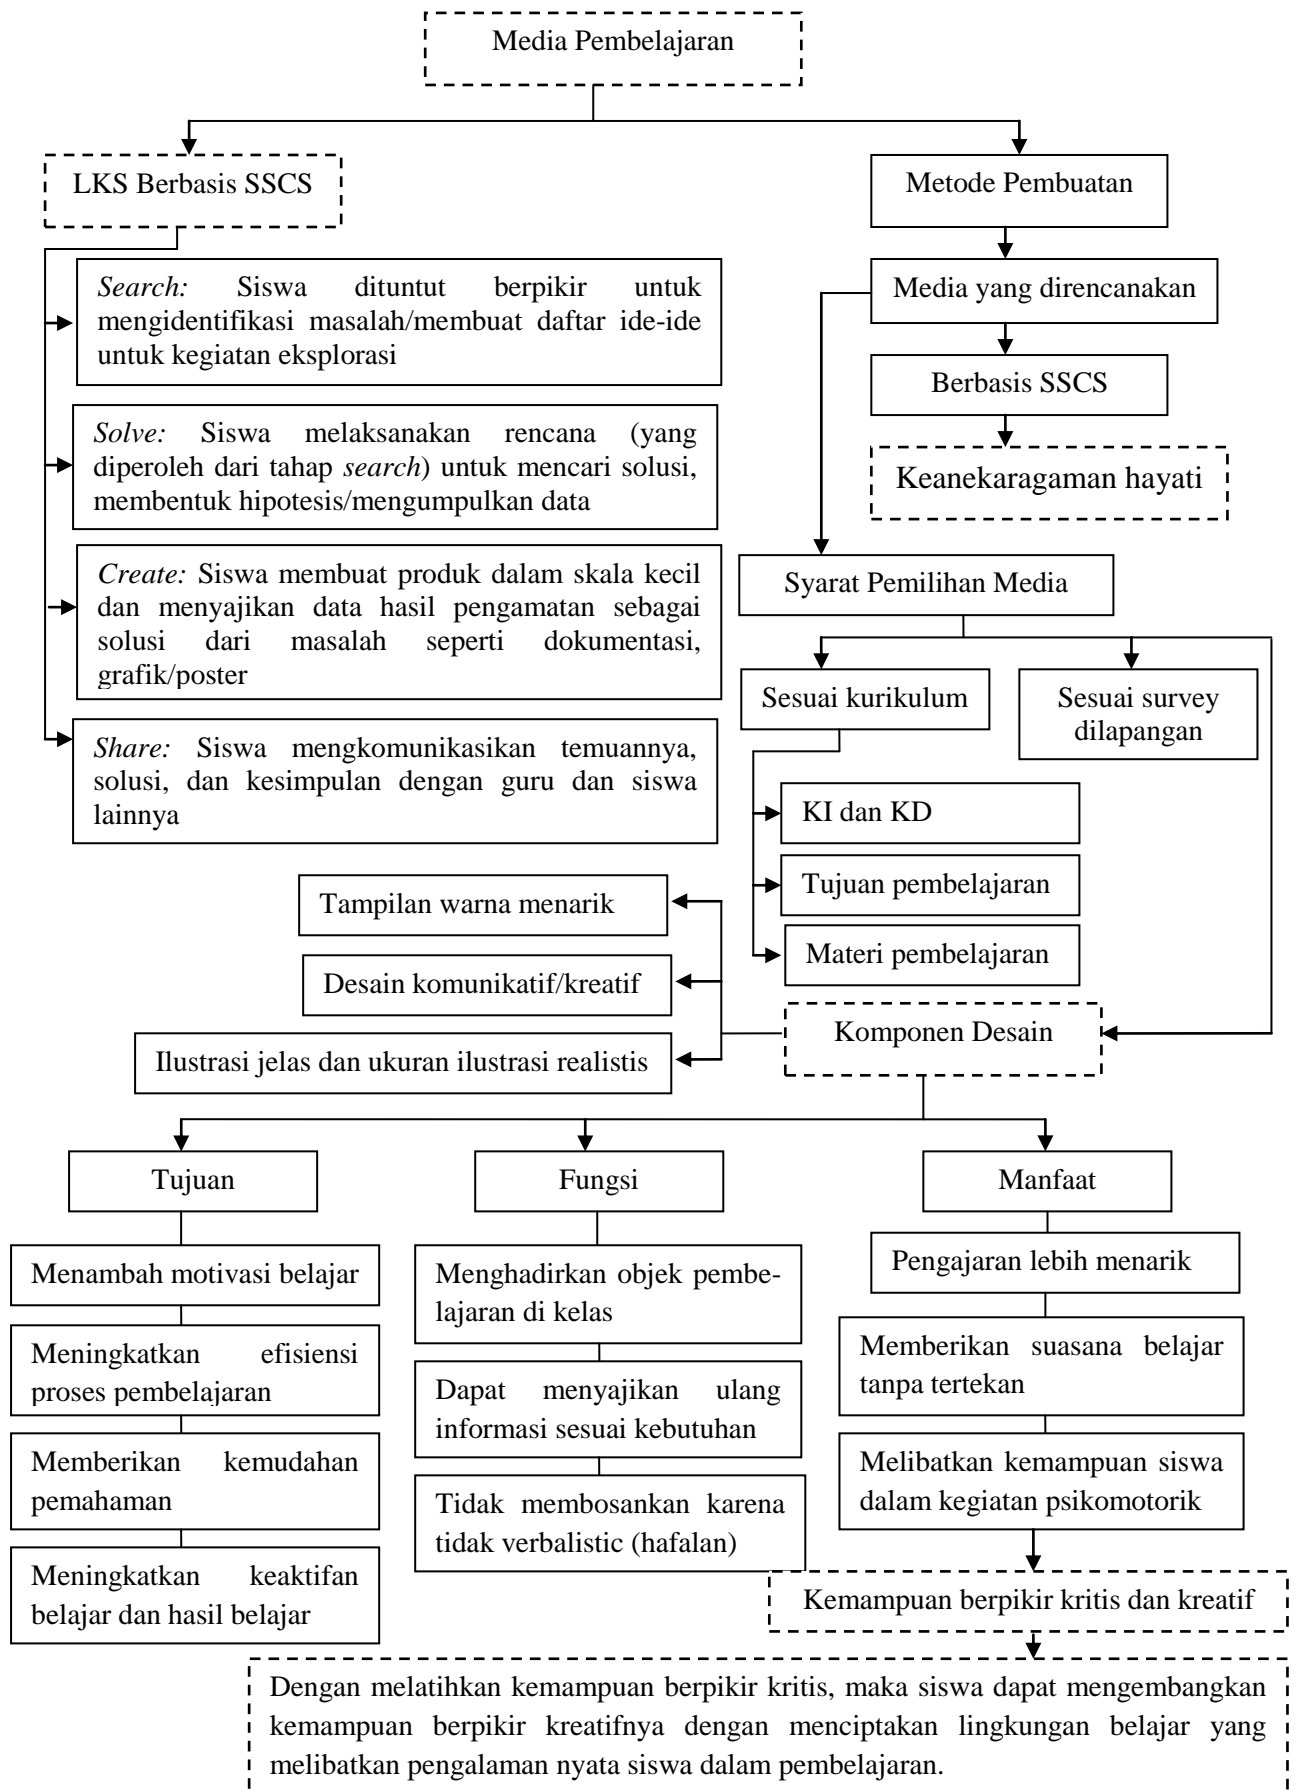 Media Pembelajaran
LKS Berbasis SSCS
Metode Pembuatan
Search: Siswa dituntut berpikir untuk
mengidentifikasi masalah/membuat daftar ide-ide
untuk kegiatan eksplorasi
Media yang direncanakan
Berbasis SSCS
Solve: Siswa melaksanakan rencana (yang
diperoleh dari tahap search) untuk mencari solusi,
membentuk hipotesis/mengumpulkan data
Keanekaragaman hayati
Create: Siswa membuat produk dalam skala kecil
dan menyajikan data hasil pengamatan sebagai
solusi dari masalah seperti dokumentasi,
grafik/poster
Syarat Pemilihan Media
Sesuai kurikulum
Sesuai survey
dilapangan
Share: Siswa mengkomunikasikan temuannya,
solusi, dan kesimpulan dengan guru dan siswa
lainnya
KI dan KD
Tujuan pembelajaran
Materi pembelajaran
Tampilan warna menarik
Desain komunikatif/kreatif
Ilustrasi jelas dan ukuran ilustrasi realistis
Komponen Desain
Tujuan
Fungsi
Manfaat
Menambah motivasi belajar
Meningkatkan efisiensi
proses pembelajaran
Memberikan kemudahan
pemahaman
Meningkatkan keaktifan
belajar dan hasil belajar
Menghadirkan objek pembe-
lajaran di kelas
Dapat menyajikan ulang
informasi sesuai kebutuhan
Tidak membosankan karena
tidak verbalistic (hafalan)
Pengajaran lebih menarik
Memberikan suasana belajar
tanpa tertekan
Melibatkan kemampuan siswa
dalam kegiatan psikomotorik
Kemampuan berpikir kritis dan kreatif
Dengan melatihkan kemampuan berpikir kritis, maka siswa dapat mengembangkan
kemampuan berpikir kreatifnya dengan menciptakan lingkungan belajar yang
melibatkan pengalaman nyata siswa dalam pembelajaran.